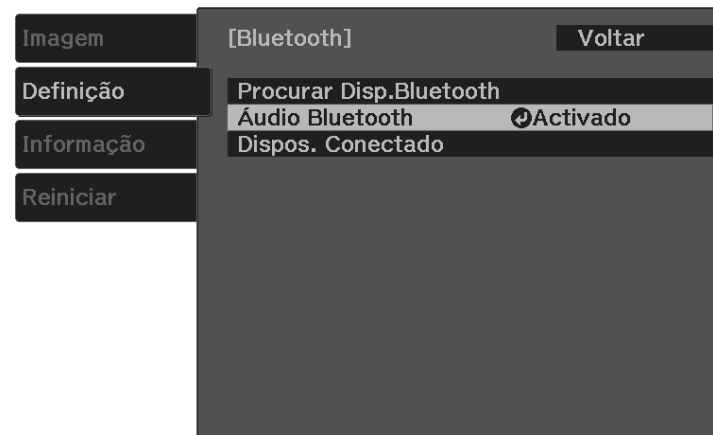 Imagem
Definição
Informação
Reiniciar
[Bluetooth] Voltar
Procurar Disp.Bluetooth
Áudio Bluetooth Activado
Dispos. Conectado